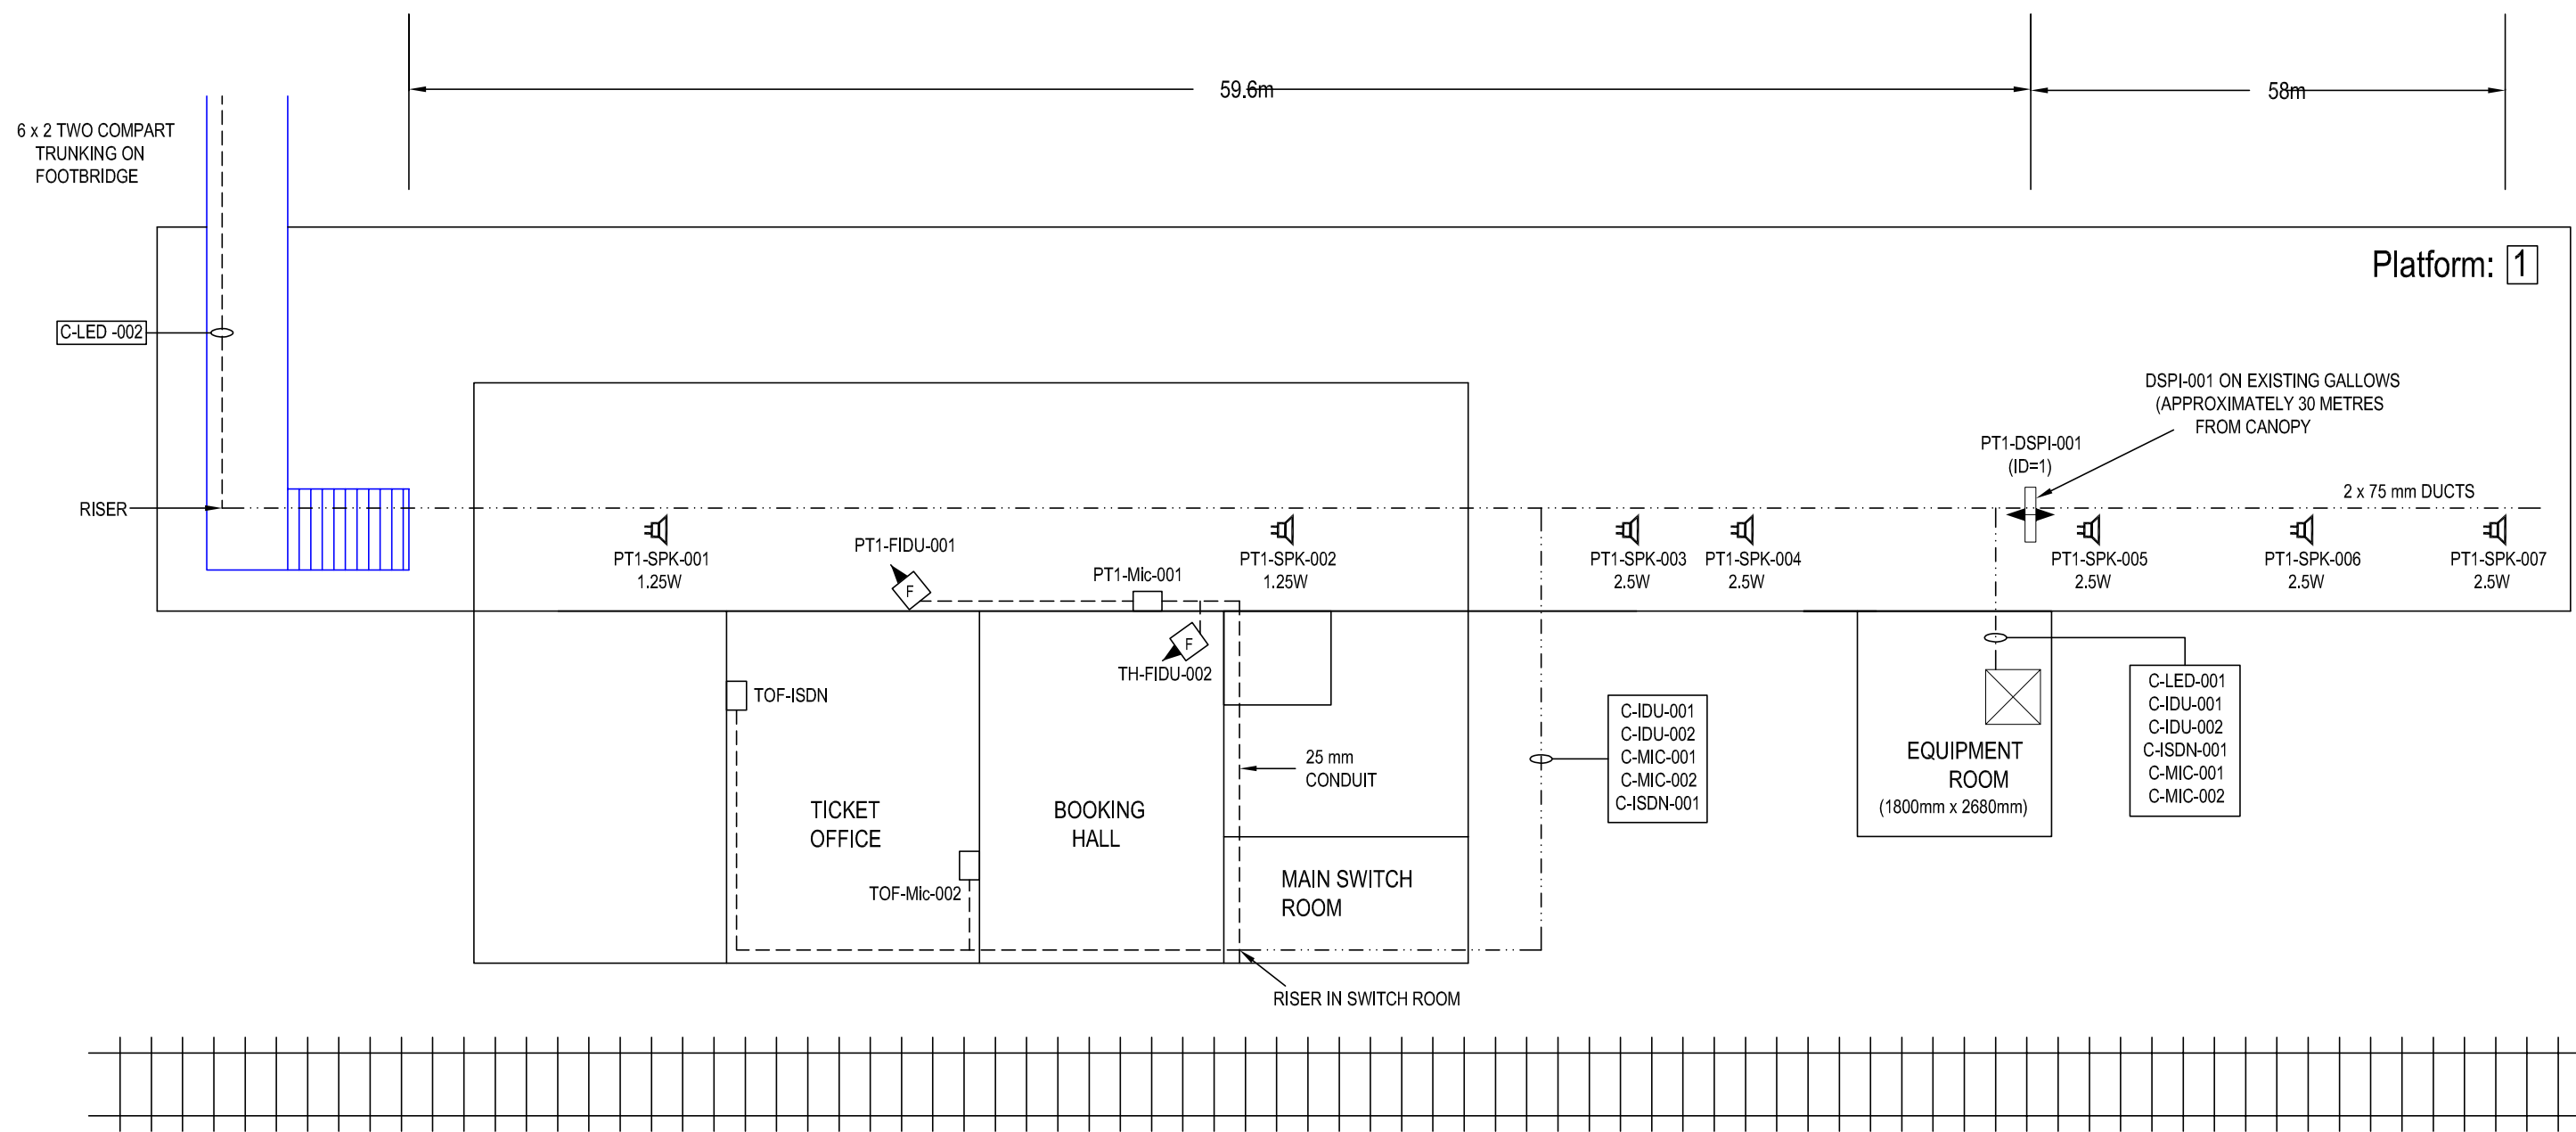 59.6m
58m
6 x 2 TWO COMPART
TRUNKING ON
FOOTBRIDGE
Platform: 1
C-LED -002
DSPI-001 ON EXISTING GALLOWS
(APPROXIMATELY 30 METRES
FROM CANOPY
PT1-DSPI-001
(ID=1)
2 x 75 mm DUCTS
RISER
PT1-SPK-001
1.25W
PT1-FIDU-001
F
PT1-Mic-001
PT1-SPK-002
1.25W
PT1-SPK-003
2.5W
PT1-SPK-004
2.5W
PT1-SPK-005
2.5W
PT1-SPK-006
2.5W
PT1-SPK-007
2.5W
F
TH-FIDU-002
TOF-ISDN
C-IDU-001
C-IDU-002
C-MIC-001
C-MIC-002
C-ISDN-001
C-LED-001
C-IDU-001
C-IDU-002
C-ISDN-001
C-MIC-001
C-MIC-002
25 mm
CONDUIT
EQUIPMENT
ROOM
(1800mm x 2680mm)
TICKET
OFFICE
BOOKING
HALL
TOF-Mic-002
MAIN SWITCH
ROOM
RISER IN SWITCH ROOM